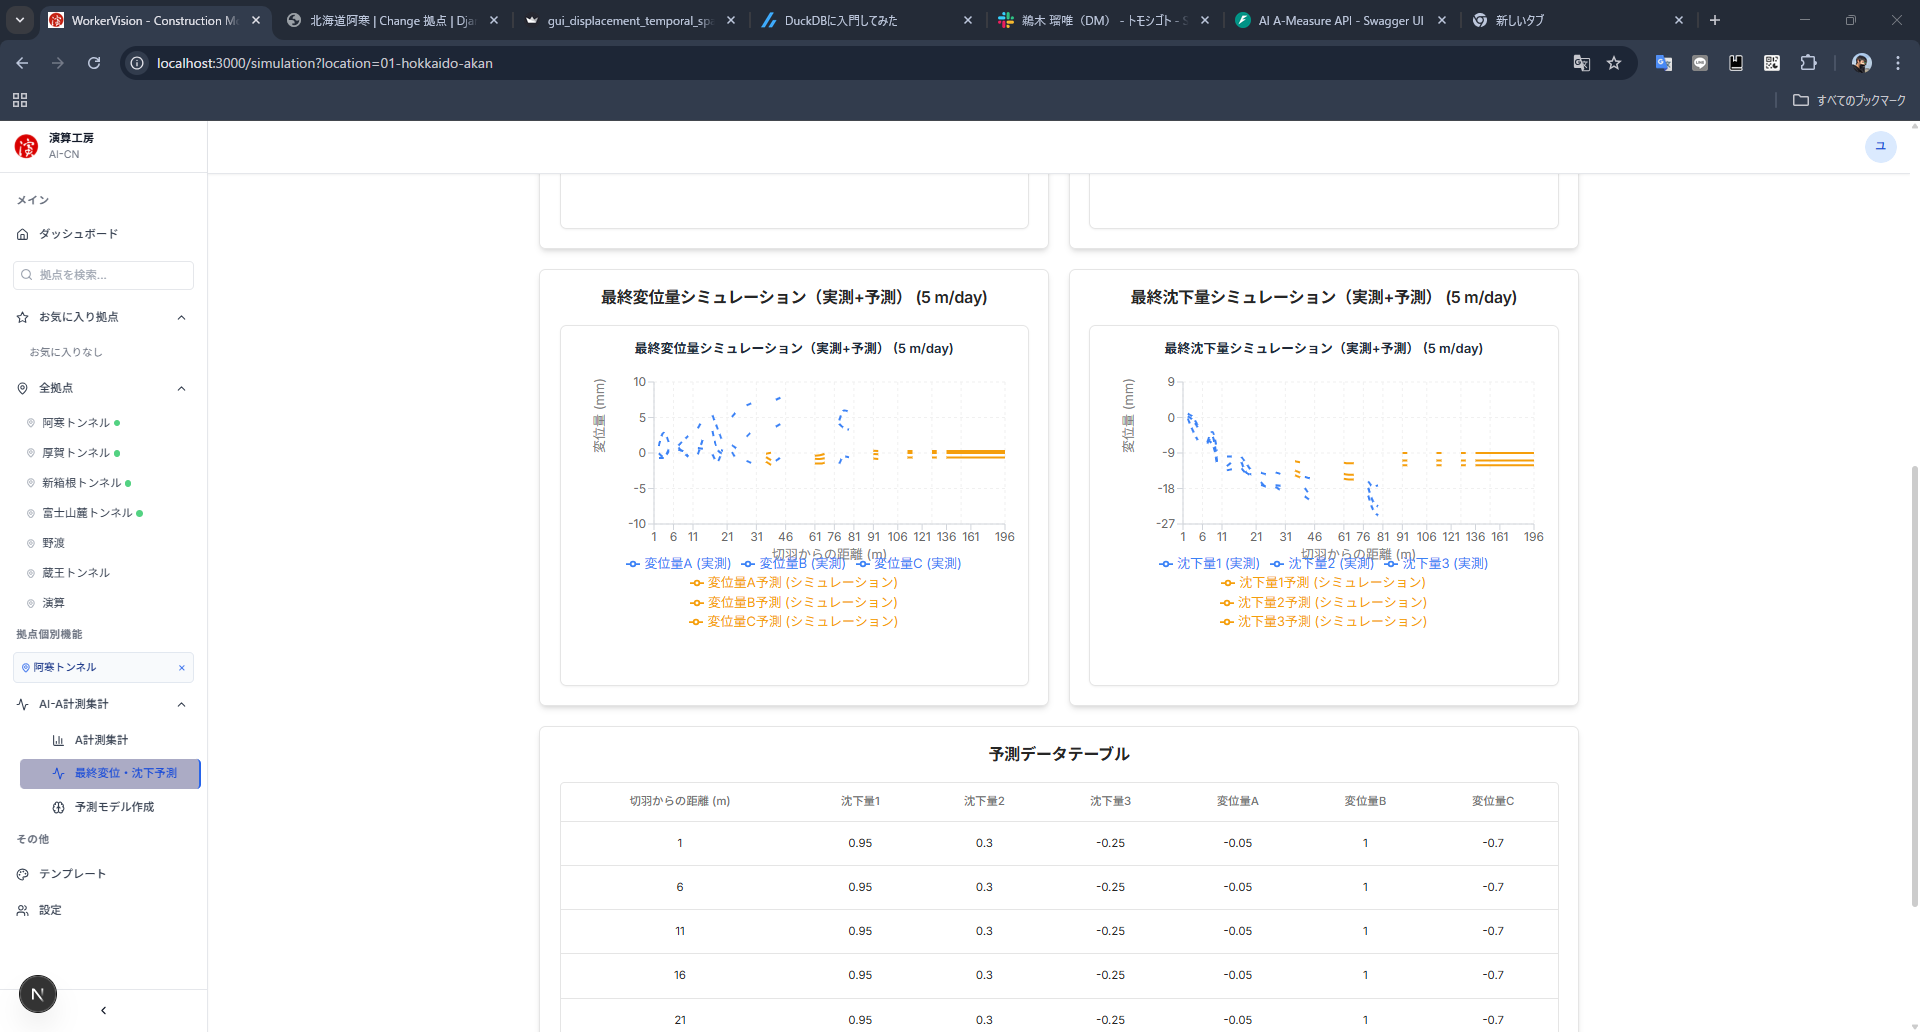 WorkerVision - Construction Mo
北海道阿寒 | Change 拠点 | Djan
gui_displacement_temporal_spa
DuckDBに入門してみた
鵜木 瑠唯（DM） - トモシゴト - S
AI A-Measure API - Swagger UI
新しいタブ
localhost:3000/simulation?location=01-hokkaido-akan
すべてのブックマーク
演算工房
AI-CN
ユ
メイン
ダッシュボード
拠点を検索...
お気に入り拠点
お気に入りなし
全拠点
阿寒トンネル
厚賀トンネル
新箱根トンネル
富士山麓トンネル
野渡
蔵王トンネル
演算
拠点個別機能
阿寒トンネル ×
AI-A計測集計
A計測集計
最終変位・沈下予測
予測モデル作成
その他
テンプレート
設定
N
最終変位量シミュレーション（実測+予測） (5 m/day)
最終変位量シミュレーション（実測+予測） (5 m/day)
変位量 (mm)
10
5
0
-5
-10
1 6 11 21 31 46 61 76 81 91 106 121 136 161 196
切羽からの距離 (m)
変位量A (実測) 変位量B (実測) 変位量C (実測)
変位量A予測 (シミュレーション)
変位量B予測 (シミュレーション)
変位量C予測 (シミュレーション)
最終沈下量シミュレーション（実測+予測） (5 m/day)
最終沈下量シミュレーション（実測+予測） (5 m/day)
変位量 (mm)
9
0
-9
-18
-27
1 6 11 21 31 46 61 76 81 91 106 121 136 161 196
切羽からの距離 (m)
沈下量1 (実測) 沈下量2 (実測) 沈下量3 (実測)
沈下量1予測 (シミュレーション)
沈下量2予測 (シミュレーション)
沈下量3予測 (シミュレーション)
予測データテーブル
切羽からの距離 (m) 沈下量1 沈下量2 沈下量3 変位量A 変位量B 変位量C
1 0.95 0.3 -0.25 -0.05 1 -0.7
6 0.95 0.3 -0.25 -0.05 1 -0.7
11 0.95 0.3 -0.25 -0.05 1 -0.7
16 0.95 0.3 -0.25 -0.05 1 -0.7
21 0.95 0.3 -0.25 -0.05 1 -0.7